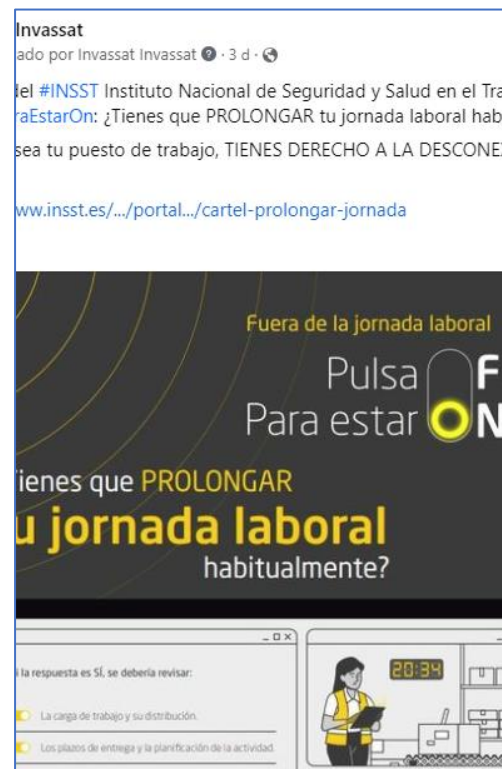 Invassat
ado por Invassat Invassat · 3 d ·
del #INSST Instituto Nacional de Seguridad y Salud en el Tra
raEstarOn: ¿Tienes que PROLONGAR tu jornada laboral hab
sea tu puesto de trabajo, TIENES DERECHO A LA DESCONE
ww.insst.es/.../portal.../cartel-prolongar-jornada
Fuera de la jornada laboral
Pulsa F
Para estar ON
ienes que PROLONGAR
u jornada laboral
habitualmente?
i la respuesta es SÍ, se debería revisar:
20:34
La carga de trabajo y su distribución.
Los plazos de entrega y la planificación de la actividad.